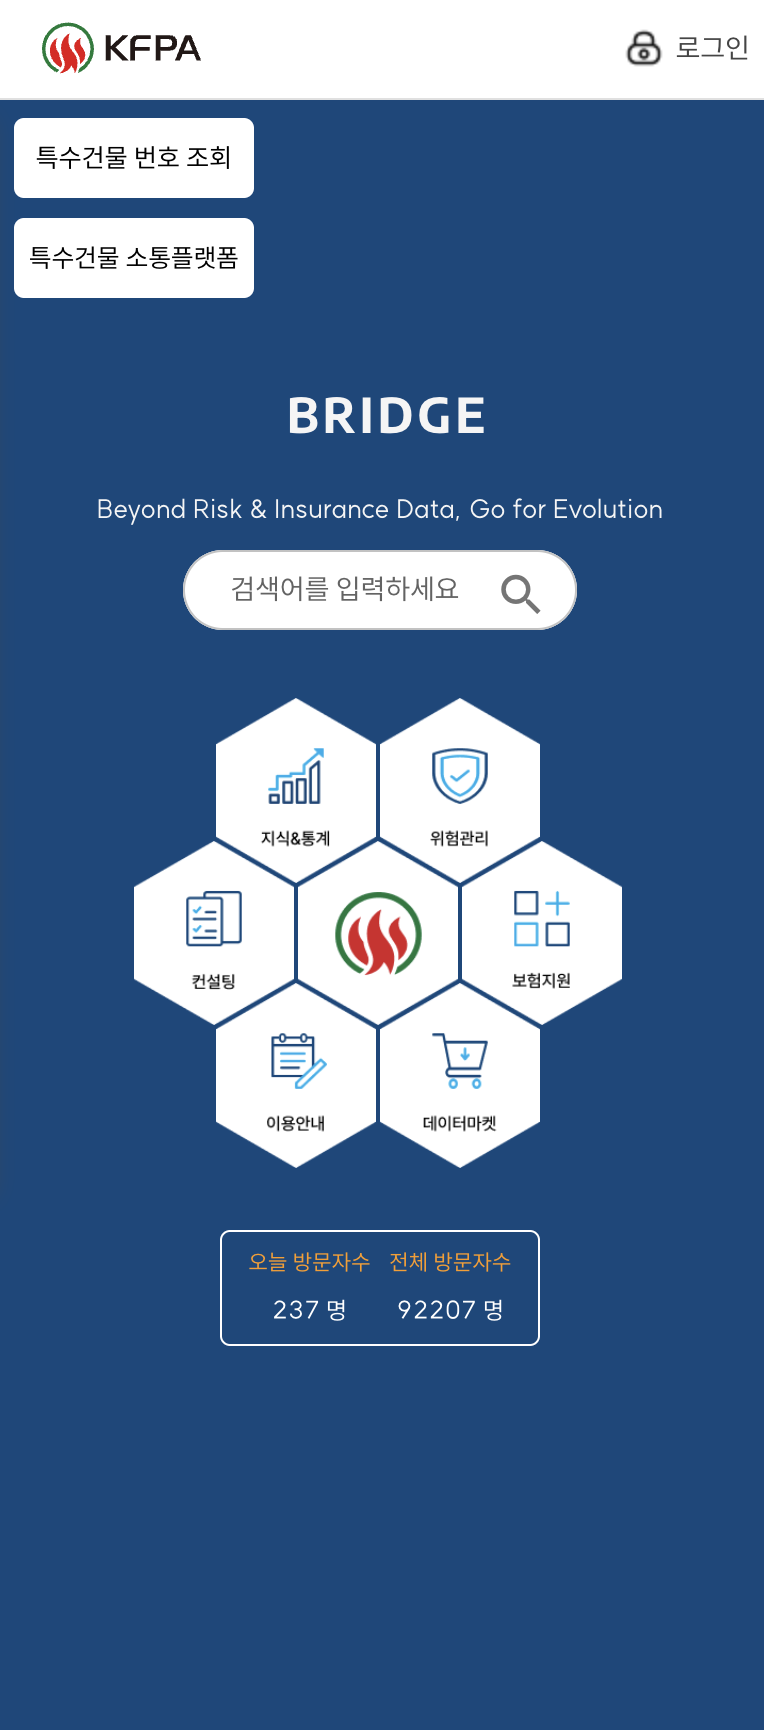 KFPA
로그인
특수건물 번호 조회
특수건물 소통플랫폼
BRIDGE
Beyond Risk & Insurance Data, Go for Evolution
검색어를 입력하세요
지식&통계
위험관리
컨설팅
보험지원
이용안내
데이터마켓
오늘 방문자수 전체 방문자수
237 명 92207 명